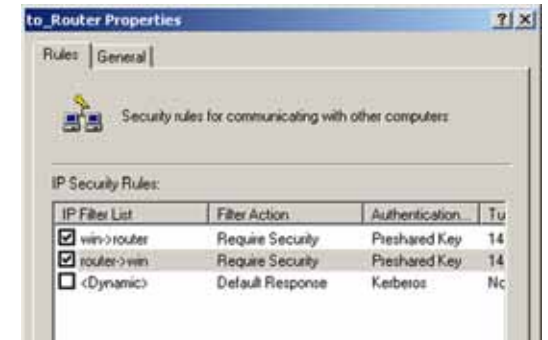 to_Router Properties
Rules General
Security rules for communicating with other computers
IP Security Rules:
IP Filter List Filter Action Authentication... Tu
win->router Require Security Preshared Key 14
router->win Require Security Preshared Key 14
<Dynamic> Default Response Kerberos No